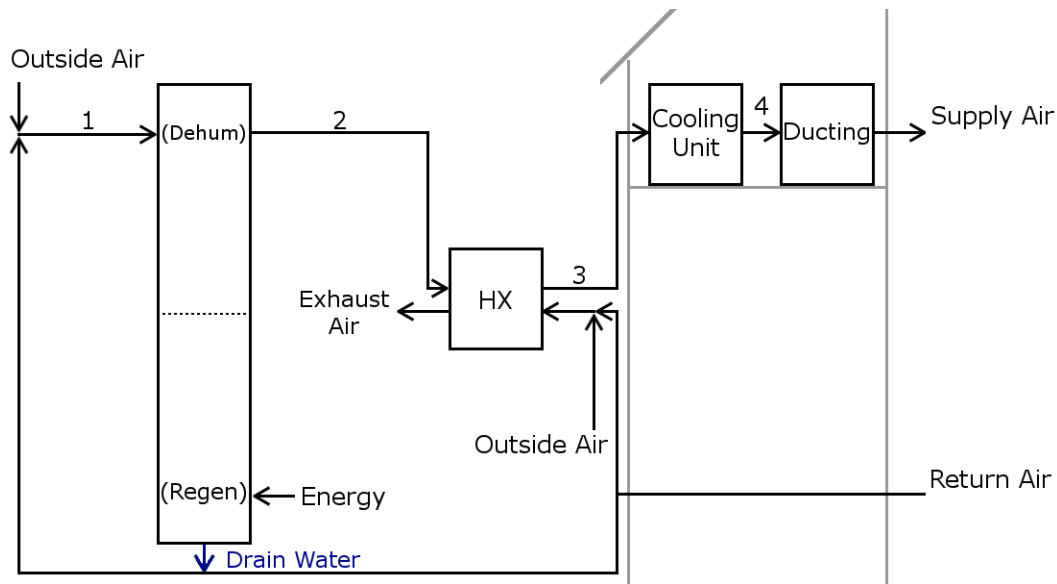 Outside Air
1
(Dehum)
2
Cooling
Unit
4
Ducting
Supply Air
3
HX
Exhaust
Air
Outside Air
(Regen)
Energy
Return Air
Drain Water